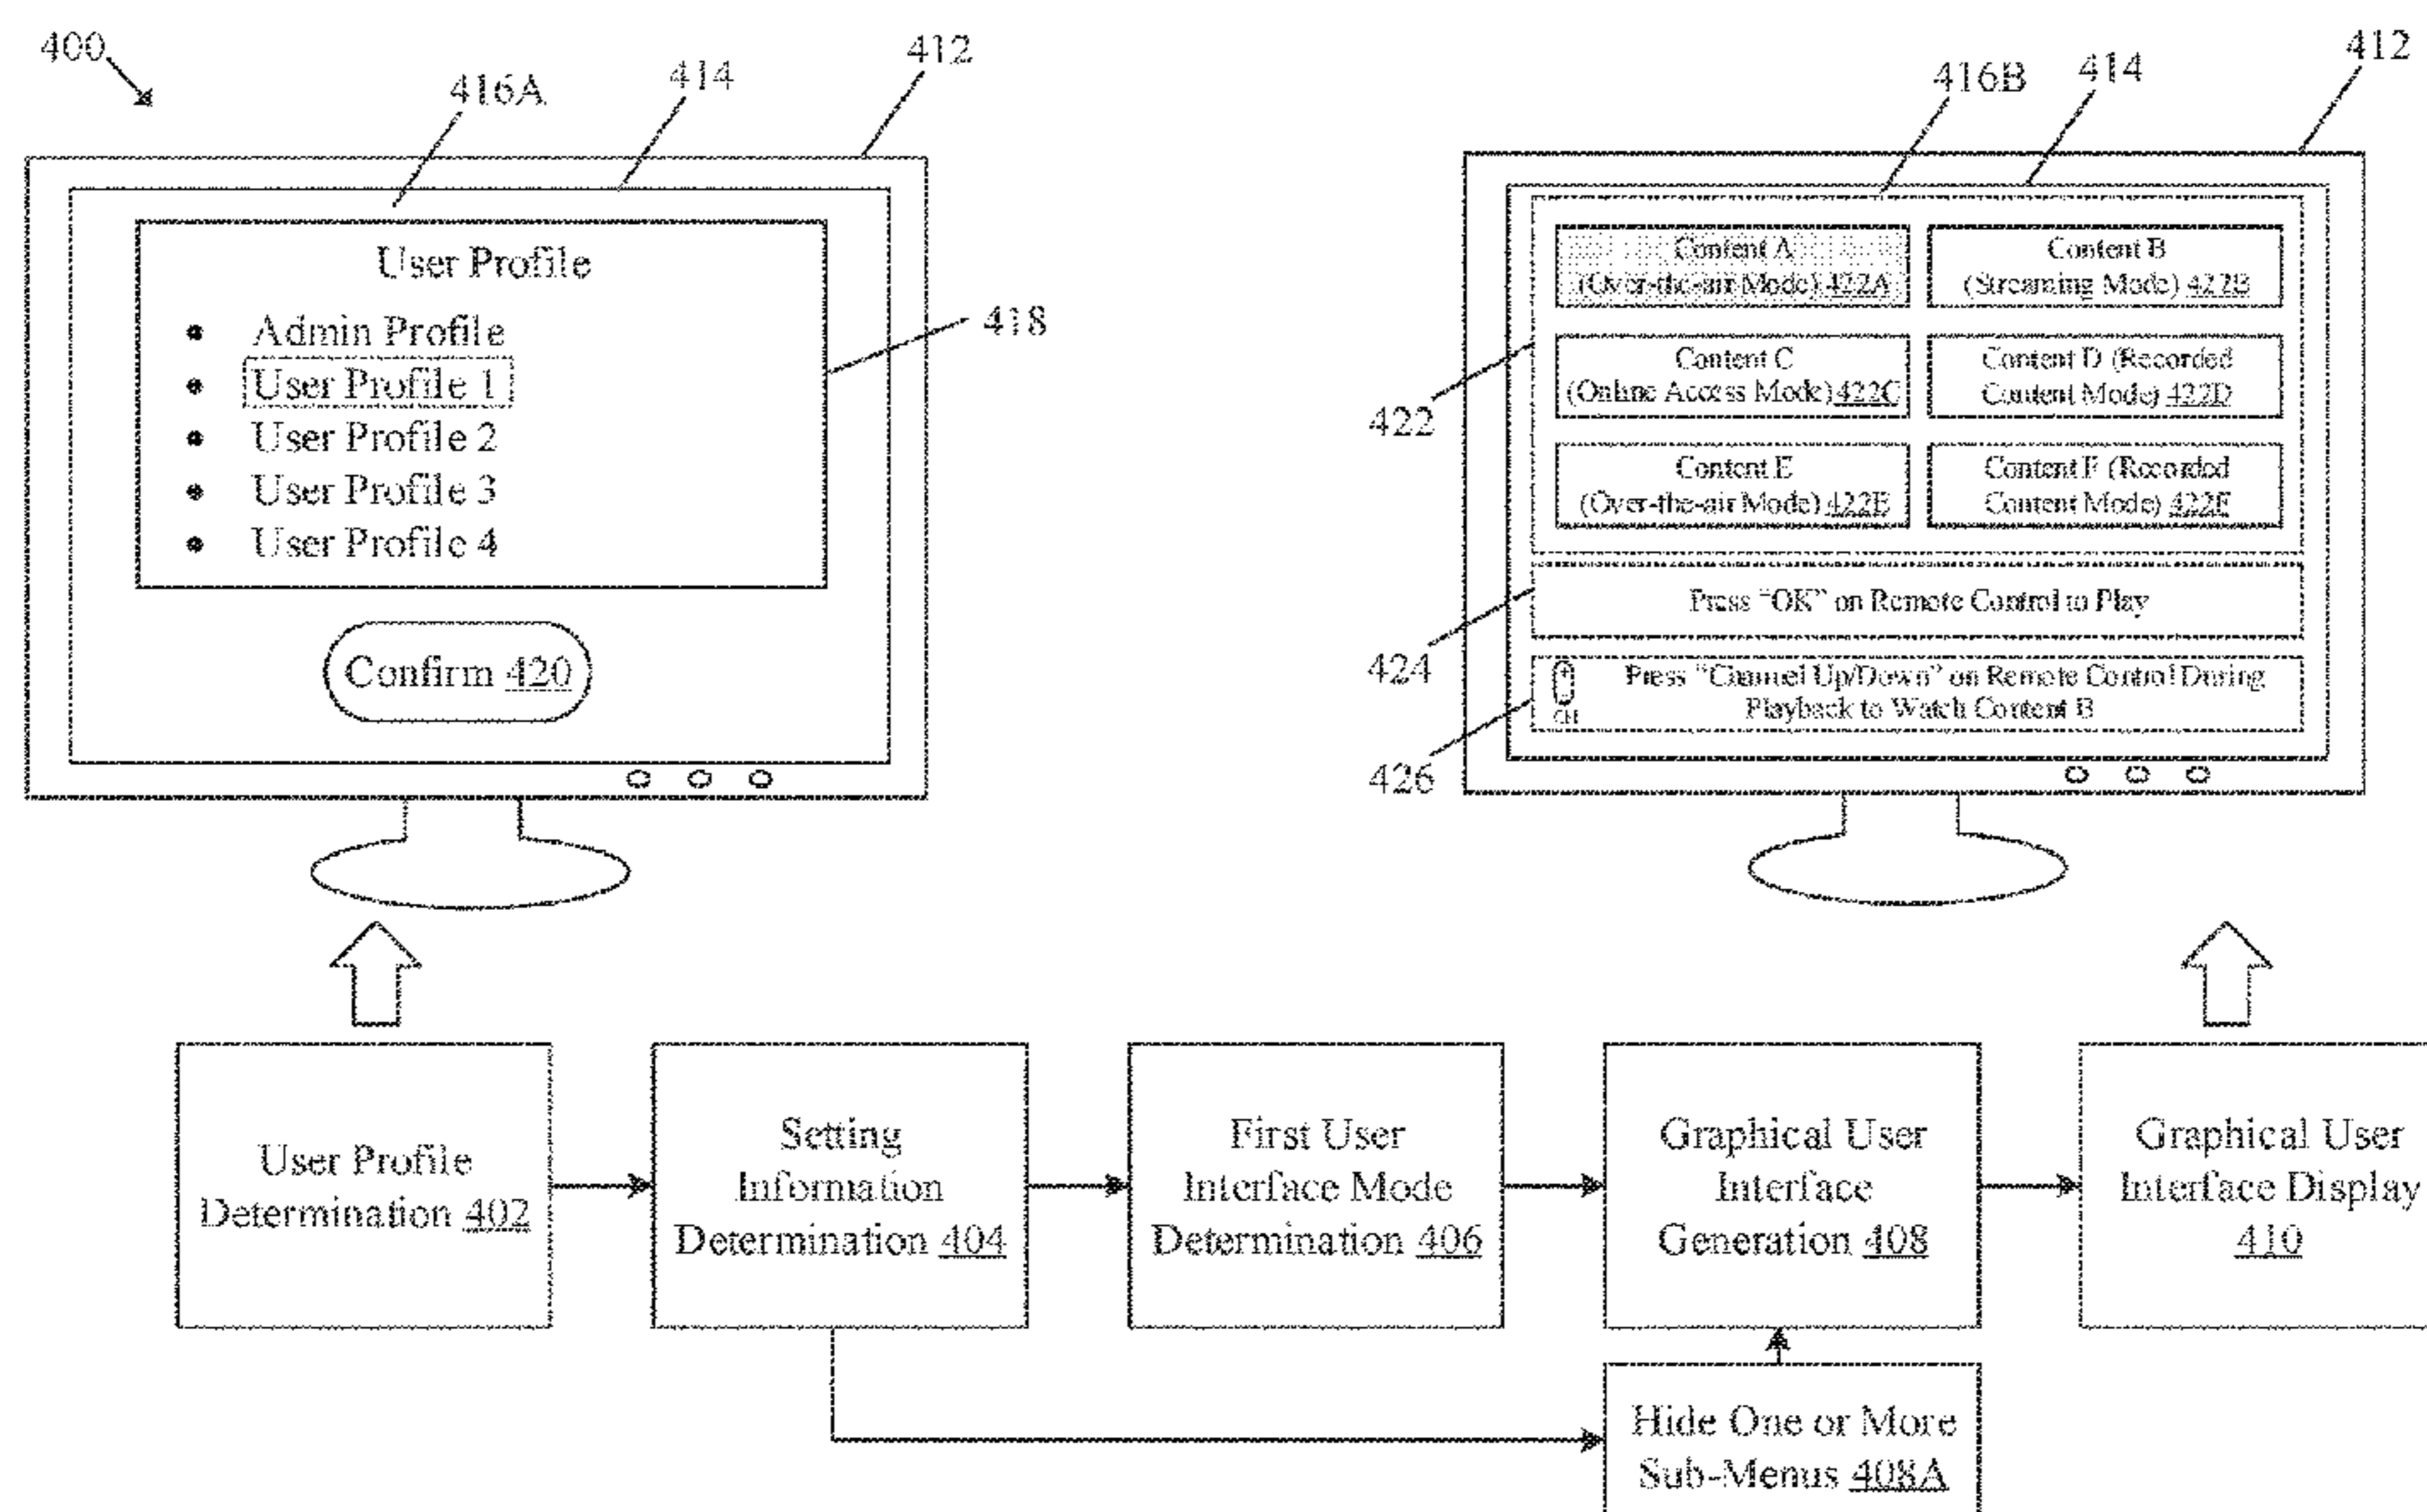 400
416A
414
412
User Profile
• Admin Profile
• User Profile 1
• User Profile 2
• User Profile 3
• User Profile 4
418
Confirm 420
416B
414
412
Content A
(Over-the-air Mode) 422A
Content B
(Streaming Mode) 422B
Content C
(Online Access Mode) 422C
Content D (Recorded
Content Mode) 422D
Content E
(Over-the-air Mode) 422E
Content F (Recorded
Content Mode) 422F
422
Press "OK" on Remote Control to Play
424
+
-
CH
Press "Channel Up/Down" on Remote Control During
Playback to Watch Content B
426
User Profile
Determination 402
Setting
Information
Determination 404
First User
Interface Mode
Determination 406
Graphical User
Interface
Generation 408
Graphical User
Interface Display
410
Hide One or More
Sub-Menus 408A